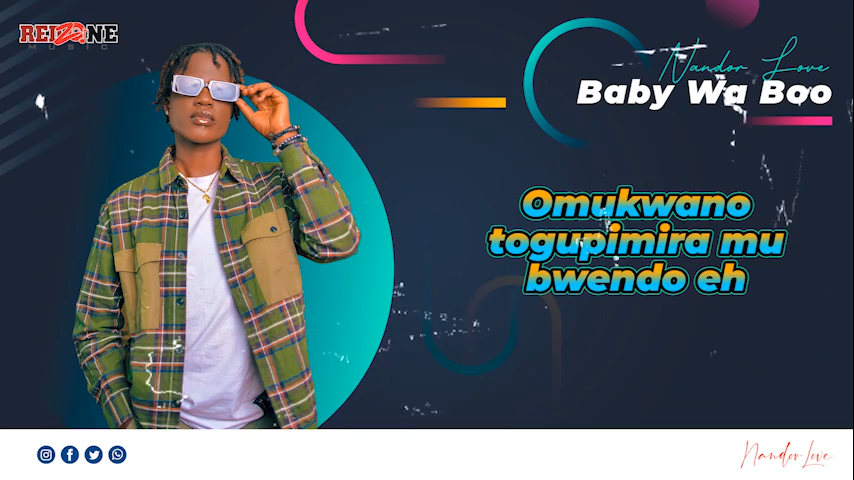 REDZONE
MUSIC
Nandor Love
Baby Wa Boo
Omukwano
togupimira mu
bwendo eh
Nandor Love